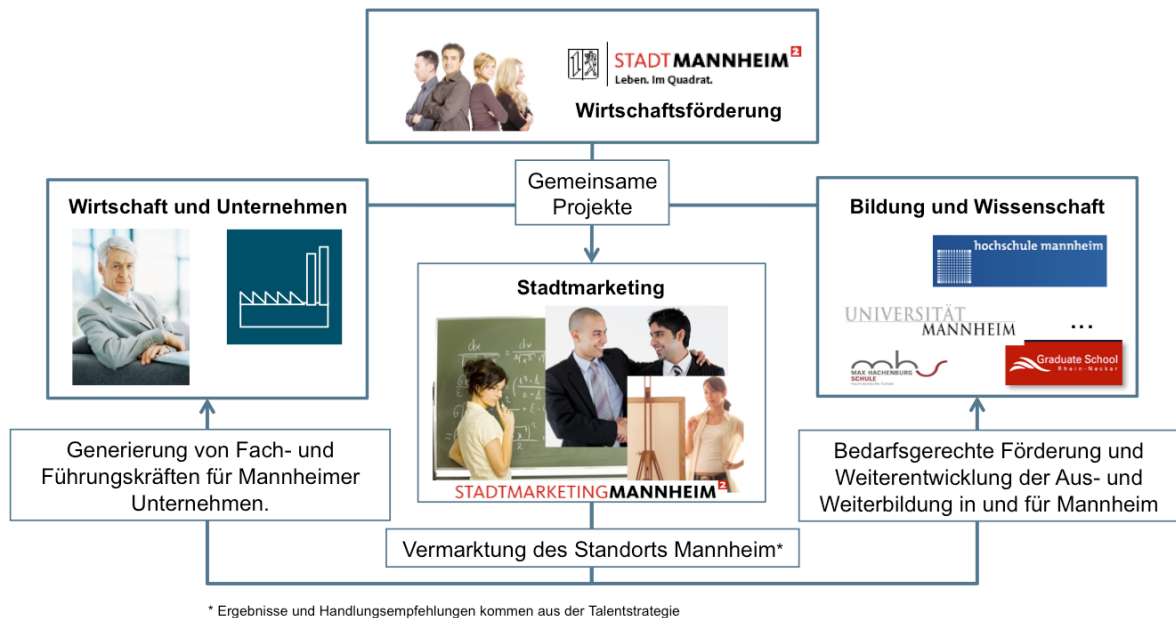 STADTMANNHEIM²
Leben. Im Quadrat.
Wirtschaftsförderung
Gemeinsame
Projekte
Wirtschaft und Unternehmen
Bildung und Wissenschaft
hochschule mannheim
UNIVERSITÄT
MANNHEIM
...
MAX HACHENBURG
SCHULE
Graduate School
Rhein-Neckar
Stadtmarketing
STADTMARKETINGMANNHEIM²
Generierung von Fach- und
Führungskräften für Mannheimer
Unternehmen.
Bedarfsgerechte Förderung und
Weiterentwicklung der Aus- und
Weiterbildung in und für Mannheim
Vermarktung des Standorts Mannheim*
* Ergebnisse und Handlungsempfehlungen kommen aus der Talentstrategie